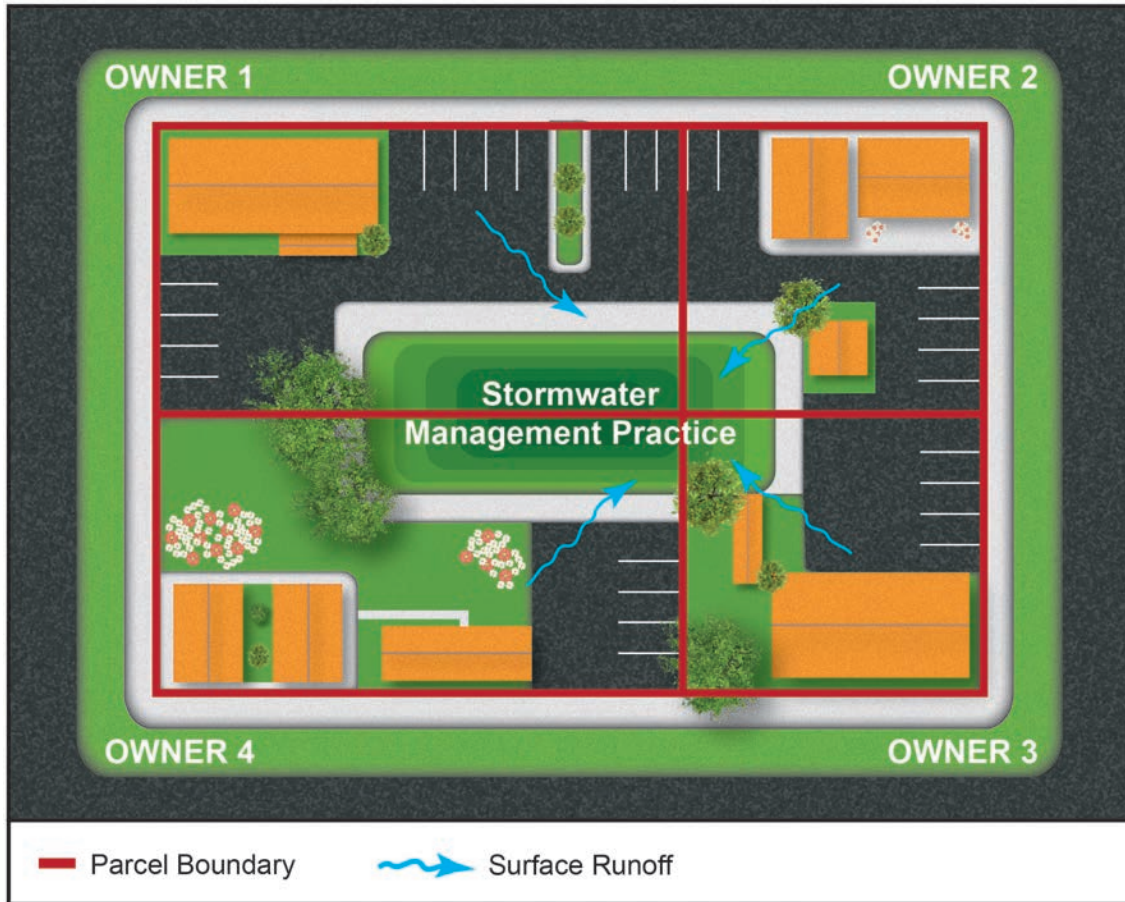 OWNER 1
OWNER 2
Stormwater
Management Practice
OWNER 4
OWNER 3
Parcel Boundary
Surface Runoff